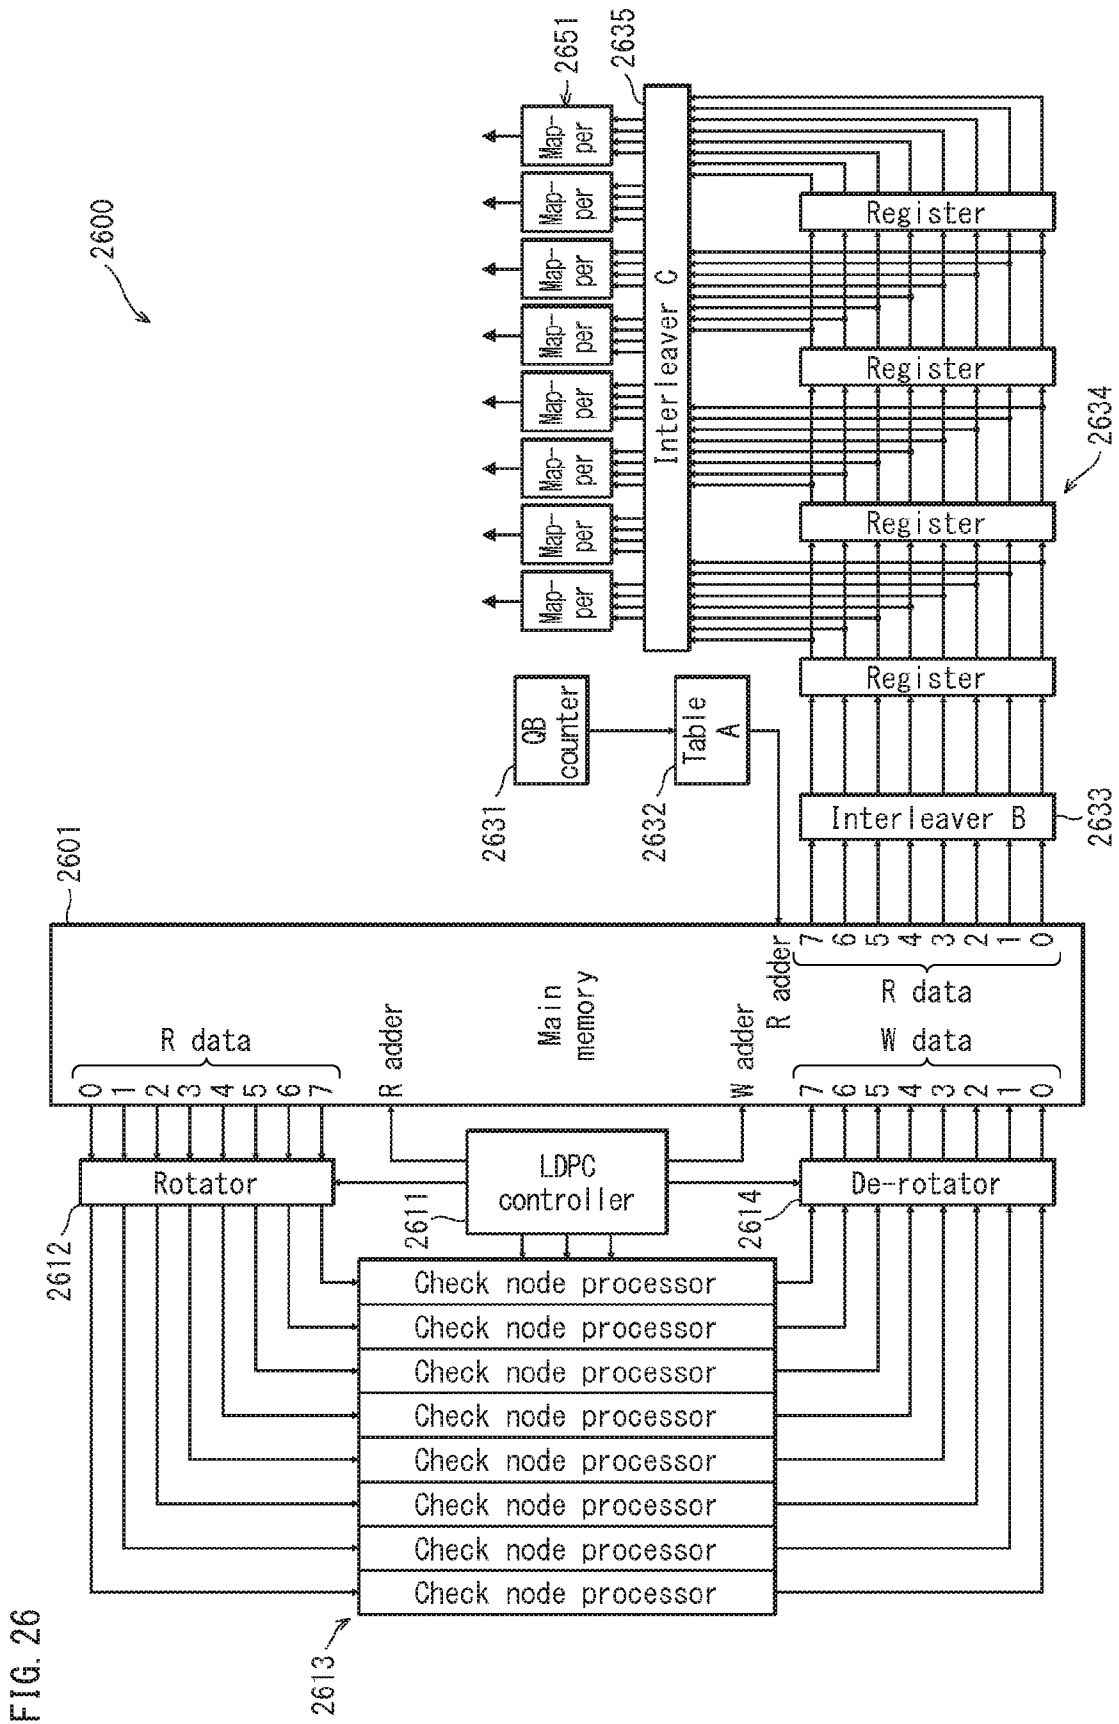 FIG. 26
2600
2613
Check node processor
Check node processor
Check node processor
Check node processor
Check node processor
Check node processor
Check node processor
Check node processor
2612
Rotator
2611
LDPC
controller
2614
De-rotator
2601
0
1
2
3
4
5
6
7
R data
R adder
Main
memory
W adder
7
6
5
4
3
2
1
0
W data
R adder
7
6
5
4
3
2
1
0
R data
2631
QB
counter
2632
Table
A
Interleaver B
2633
Register
Register
Register
Register
2634
Interleaver C
2635
Map-
per
Map-
per
Map-
per
Map-
per
Map-
per
Map-
per
Map-
per
Map-
per
2651